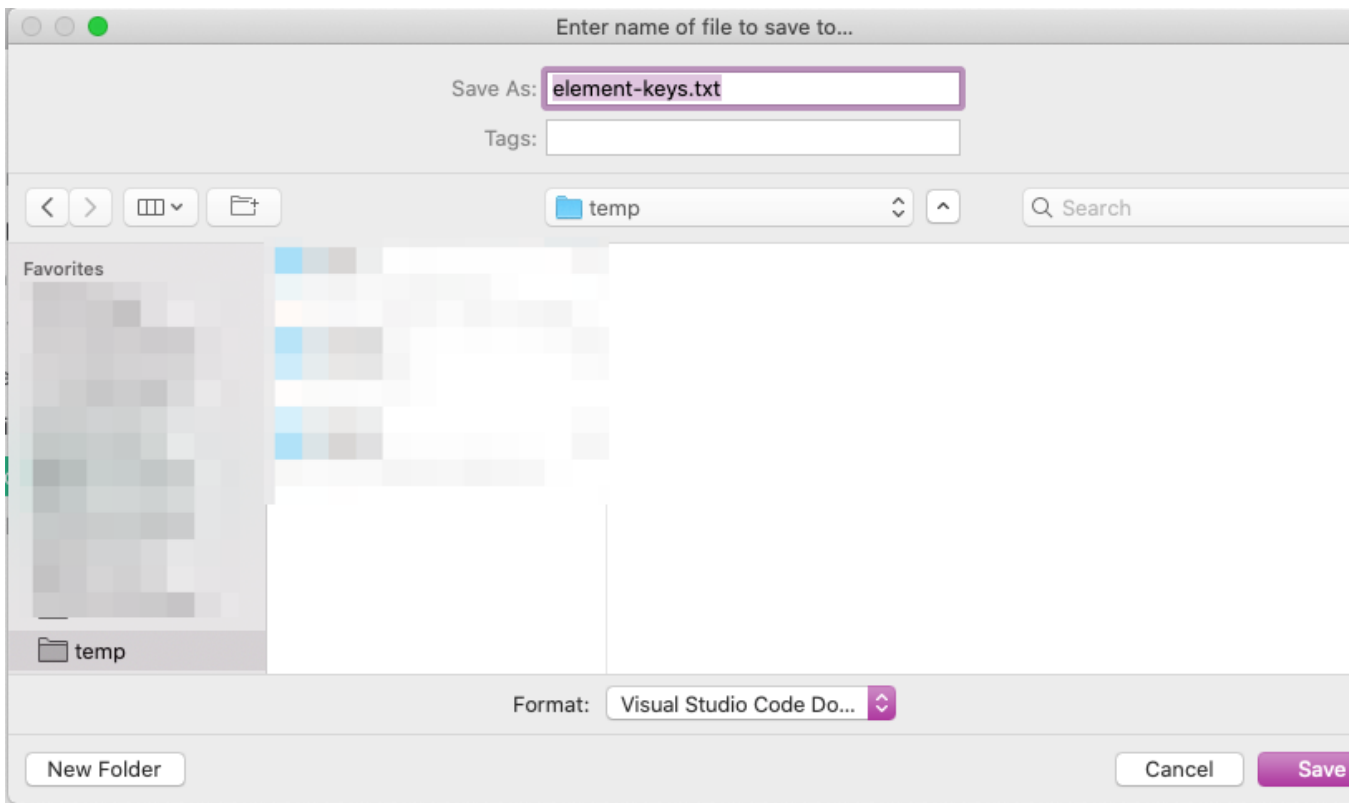 Enter name of file to save to...
Save As: element-keys.txt
Tags:
temp
Search
Favorites
temp
Format: Visual Studio Code Do...
New Folder
Cancel
Save